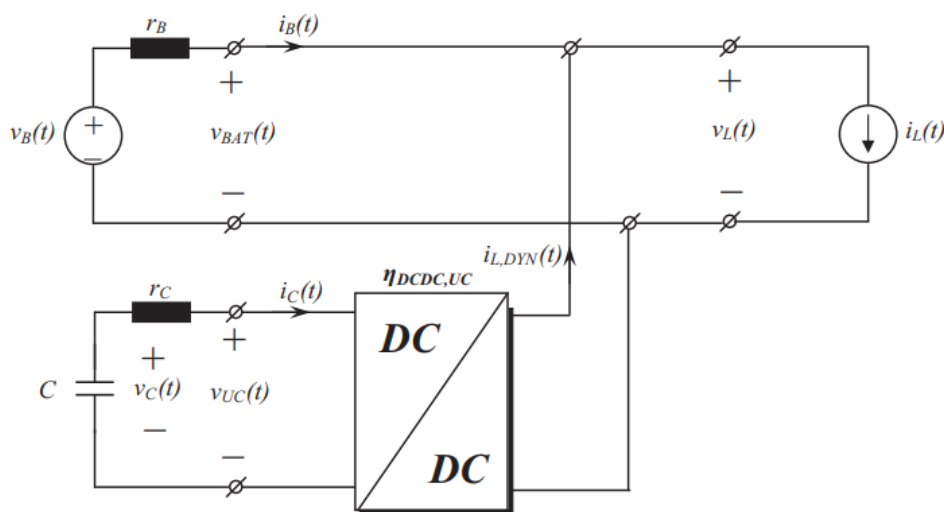 r_B
i_B(t)
+
+
v_B(t)
+
−
v_BAT(t)
v_L(t)
i_L(t)
−
−
i_L,DYN(t)
η_DCDC,UC
r_C
i_C(t)
DC
+
+
C
v_C(t)
v_UC(t)
−
−
DC